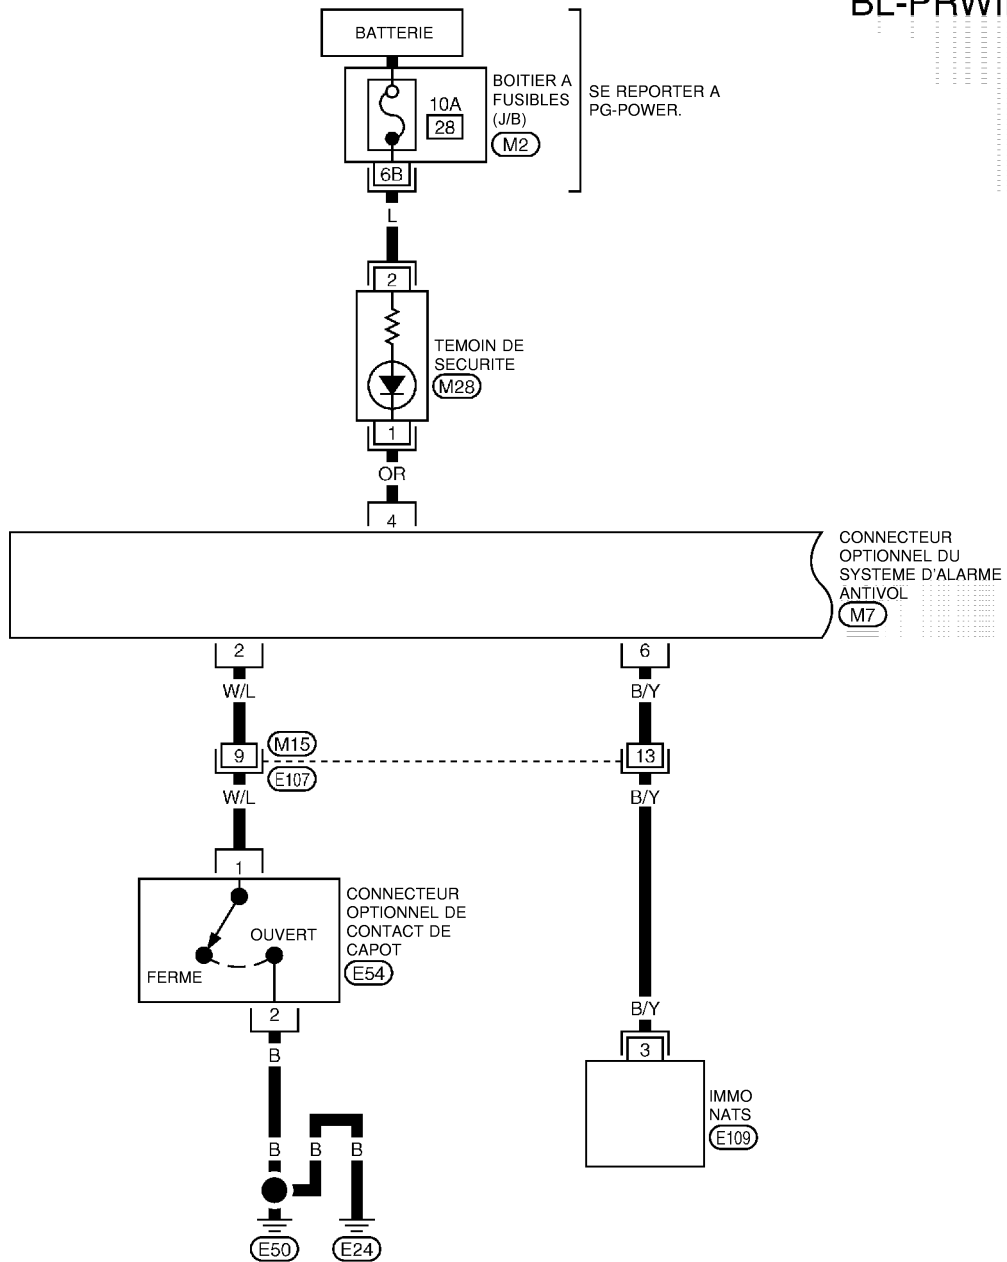 BL-PRWI
BATTERIE
BOITIER A
FUSIBLES
(J/B)
M2
SE REPORTER A
PG-POWER.
10A
28
6B
L
2
TEMOIN DE
SECURITE
M28
1
OR
4
CONNECTEUR
OPTIONNEL DU
SYSTEME D'ALARME
ANTIVOL
M7
2
6
W/L
B/Y
9
M15
E107
13
W/L
B/Y
1
CONNECTEUR
OPTIONNEL DE
CONTACT DE
CAPOT
E54
OUVERT
FERME
2
B
B/Y
3
IMMO
NATS
E109
B
B
B
E50
E24